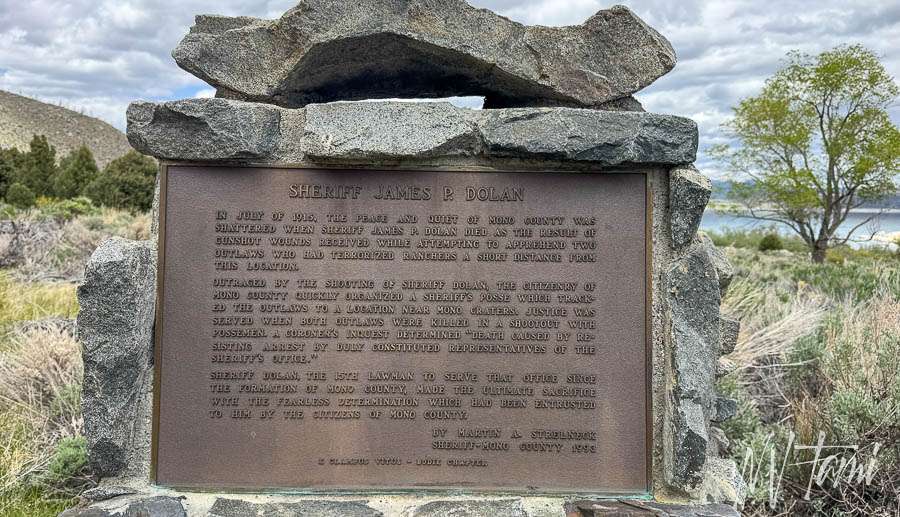 SHERIFF JAMES P. DOLAN
IN JULY OF 1915, THE PEACE AND QUIET OF MONO COUNTY WAS
SHATTERED WHEN SHERIFF JAMES P. DOLAN DIED AS THE RESULT OF
GUNSHOT WOUNDS RECEIVED WHILE ATTEMPTING TO APPREHEND TWO
OUTLAWS WHO HAD TERRORIZED RANCHERS A SHORT DISTANCE FROM
THIS LOCATION.
OUTRAGED BY THE SHOOTING OF SHERIFF DOLAN, THE CITIZENRY OF
MONO COUNTY QUICKLY ORGANIZED A SHERIFF'S POSSE WHICH TRACK-
ED THE OUTLAWS TO A LOCATION NEAR MONO CRATERS. JUSTICE WAS
SERVED WHEN BOTH OUTLAWS WERE KILLED IN A SHOOTOUT WITH
POSSEMEN. A CORONER'S INQUEST DETERMINED "DEATH CAUSED BY RE-
SISTING ARREST BY DULY CONSTITUTED REPRESENTATIVES OF THE
SHERIFF'S OFFICE."
SHERIFF DOLAN, THE 15TH LAWMAN TO SERVE THAT OFFICE SINCE
THE FORMATION OF MONO COUNTY, MADE THE ULTIMATE SACRIFICE
WITH THE FEARLESS DETERMINATION WHICH HAD BEEN ENTRUSTED
TO HIM BY THE CITIZENS OF MONO COUNTY.
BY MARTIN A. STRELNECK
SHERIFF-MONO COUNTY 1993
E CLAMPUS VITUS - BODIE CHAPTER
Tami